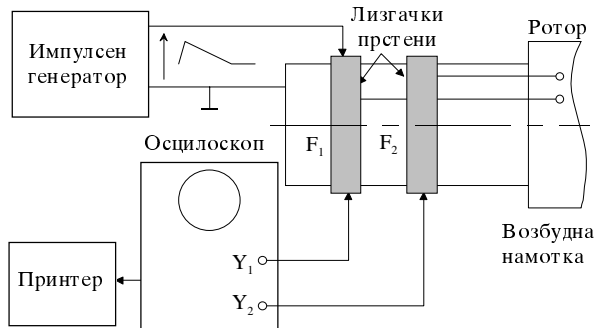 Импулсен
генератор
Лизгачки
прстени
Ротор
F1
F2
Осцилоскоп
Y1
Y2
Принтер
Возбудна
намотка